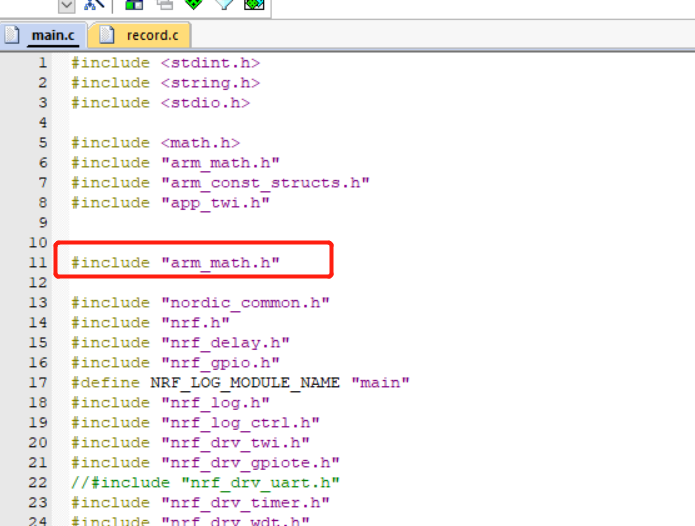 main.c record.c
1 #include <stdint.h>
2 #include <string.h>
3 #include <stdio.h>
4
5 #include <math.h>
6 #include "arm_math.h"
7 #include "arm_const_structs.h"
8 #include "app_twi.h"
9
10
11 #include "arm_math.h"
12
13 #include "nordic_common.h"
14 #include "nrf.h"
15 #include "nrf_delay.h"
16 #include "nrf_gpio.h"
17 #define NRF_LOG_MODULE_NAME "main"
18 #include "nrf_log.h"
19 #include "nrf_log_ctrl.h"
20 #include "nrf_drv_twi.h"
21 #include "nrf_drv_gpiote.h"
22 //#include "nrf_drv_uart.h"
23 #include "nrf_drv_timer.h"
24 #include "nrf_drv_wdt.h"